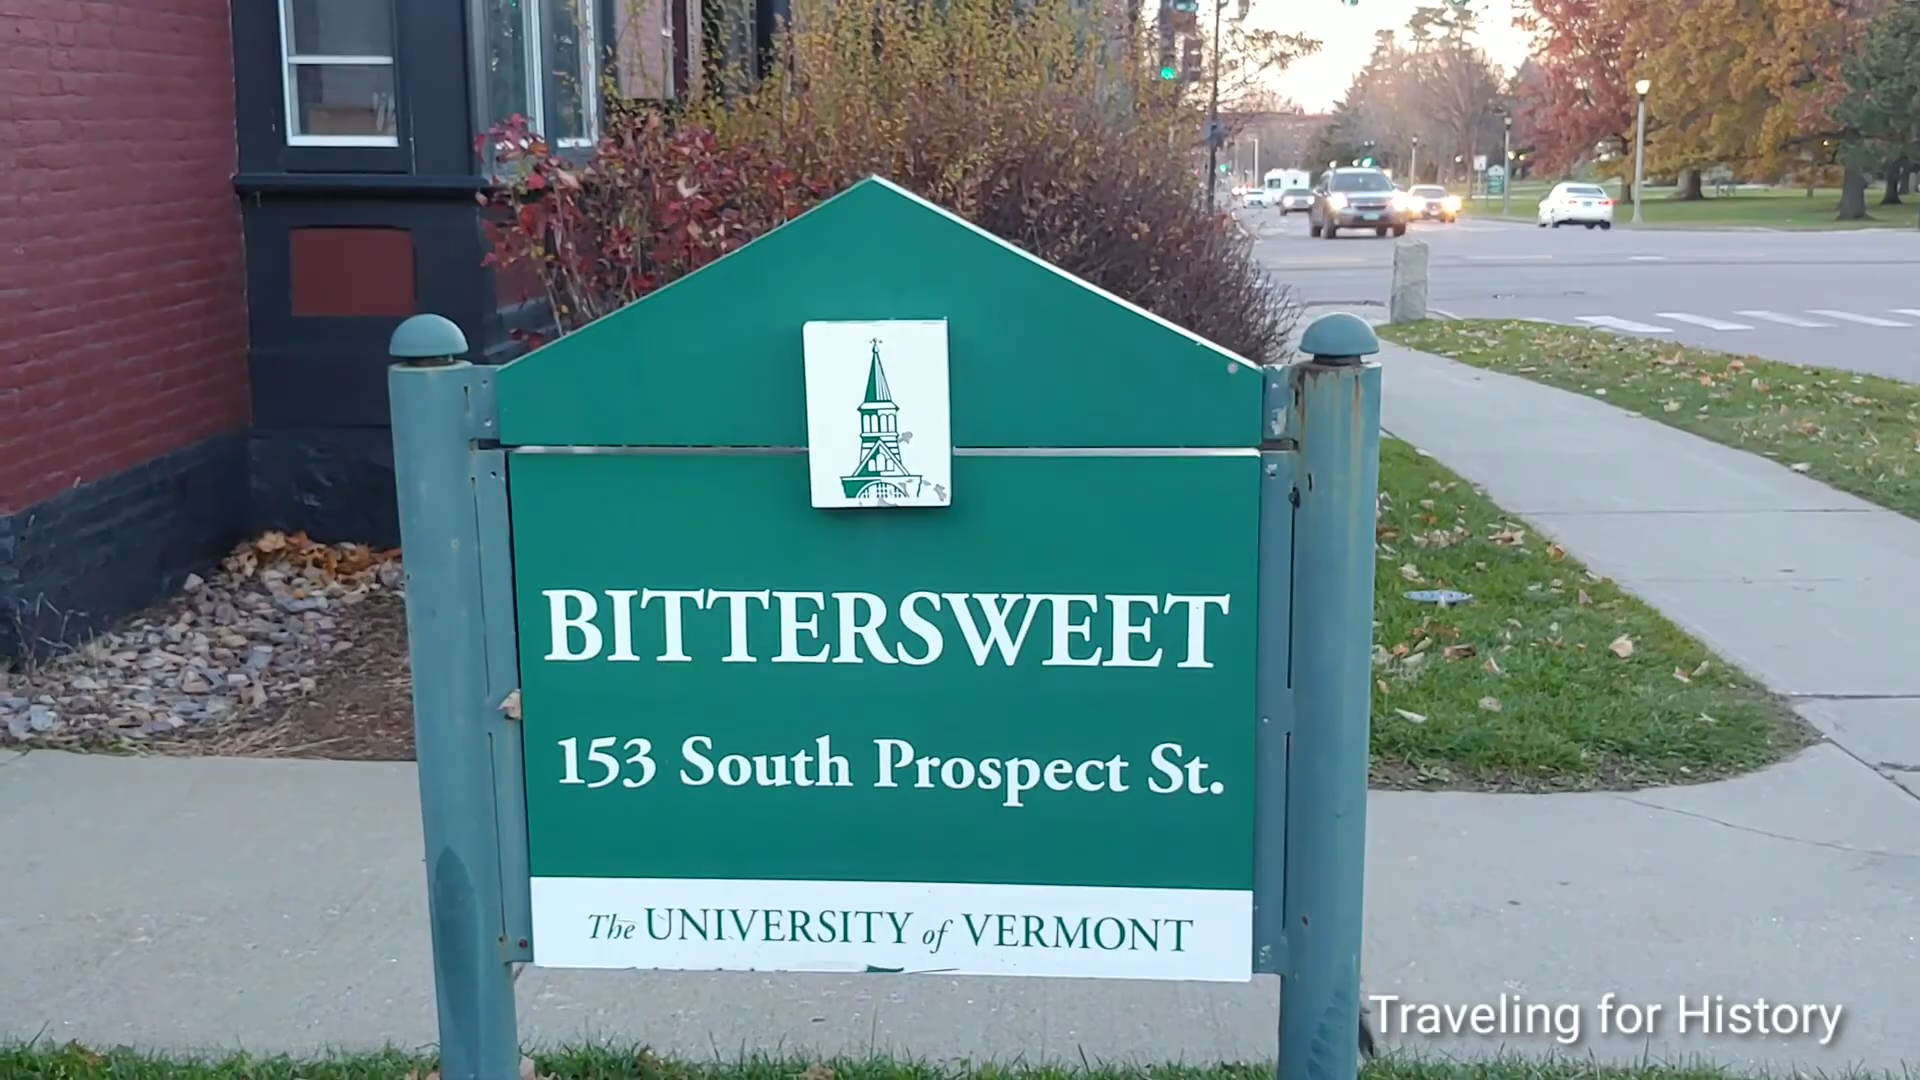 BITTERSWEET
153 South Prospect St.
The UNIVERSITY of VERMONT
Traveling for History